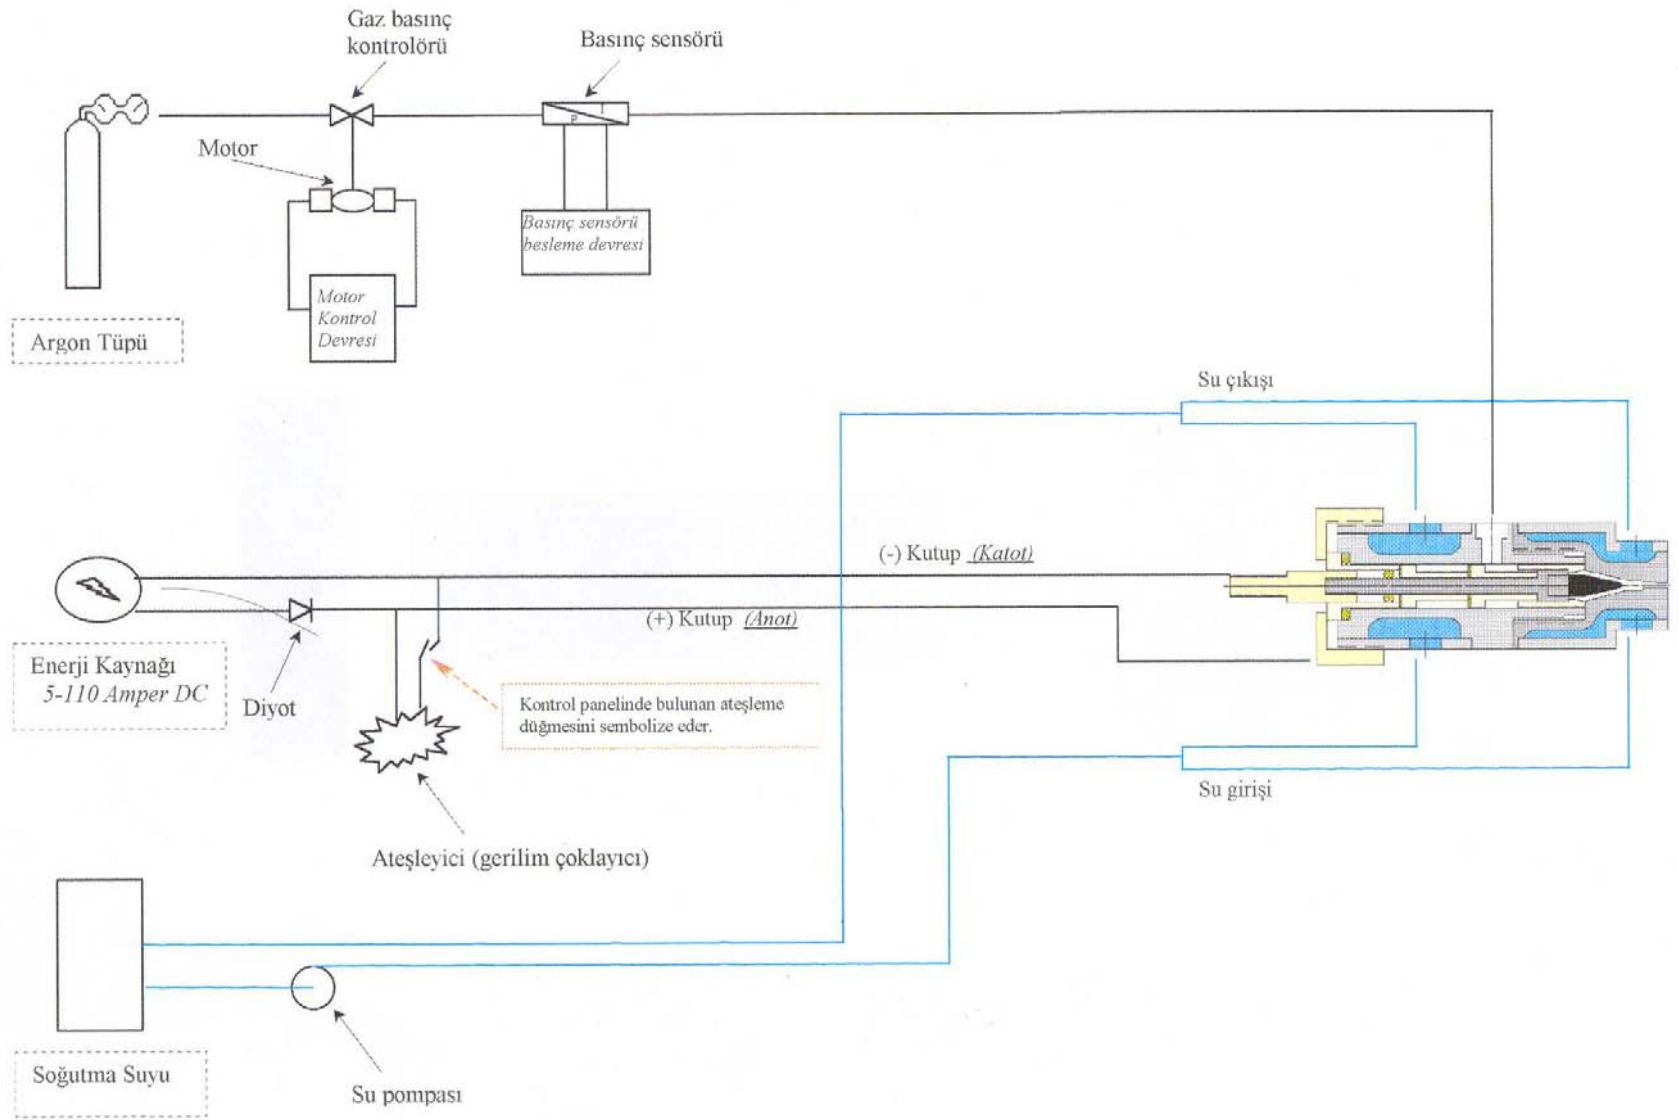 Gaz basınç
kontrolörü
Basınç sensörü
P
I
Motor
Basınç sensörü
besleme devresi
Motor
Kontrol
Devresi
Argon Tüpü
Su çıkışı
(-) Kutup (Katot)
(+) Kutup (Anot)
Enerji Kaynağı
5-110 Amper DC
Diyot
Kontrol panelinde bulunan ateşleme
düğmesini sembolize eder.
Su girişi
Ateşleyici (gerilim çoklayıcı)
Soğutma Suyu
Su pompası